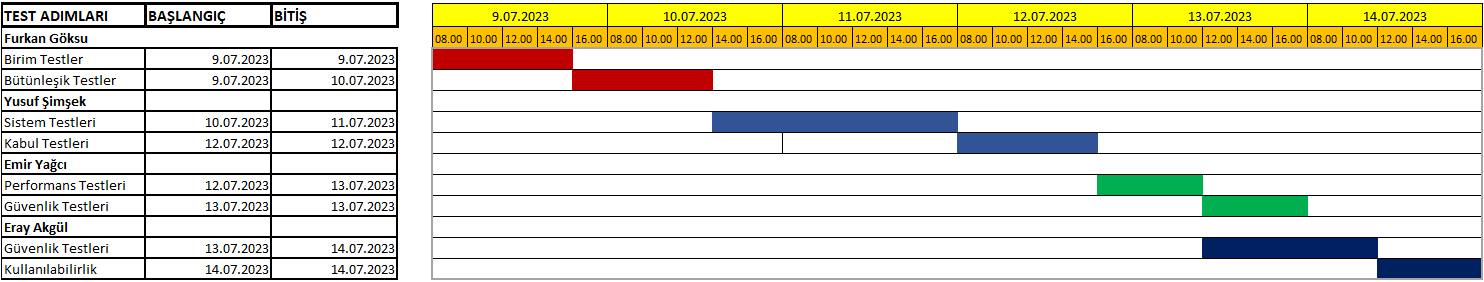 TEST ADIMLARI BAŞLANGIÇ BİTİŞ 9.07.2023 10.07.2023 11.07.2023 12.07.2023 13.07.2023 14.07.2023
Furkan Göksu 08.00 10.00 12.00 14.00 16.00 08.00 10.00 12.00 14.00 16.00 08.00 10.00 12.00 14.00 16.00 08.00 10.00 12.00 14.00 16.00 08.00 10.00 12.00 14.00 16.00 08.00 10.00 12.00 14.00 16.00
Birim Testler 9.07.2023 9.07.2023
Bütünleşik Testler 9.07.2023 10.07.2023
Yusuf Şimşek
Sistem Testleri 10.07.2023 11.07.2023
Kabul Testleri 12.07.2023 12.07.2023
Emir Yağcı
Performans Testleri 12.07.2023 13.07.2023
Güvenlik Testleri 13.07.2023 13.07.2023
Eray Akgül
Güvenlik Testleri 13.07.2023 14.07.2023
Kullanılabilirlik 14.07.2023 14.07.2023